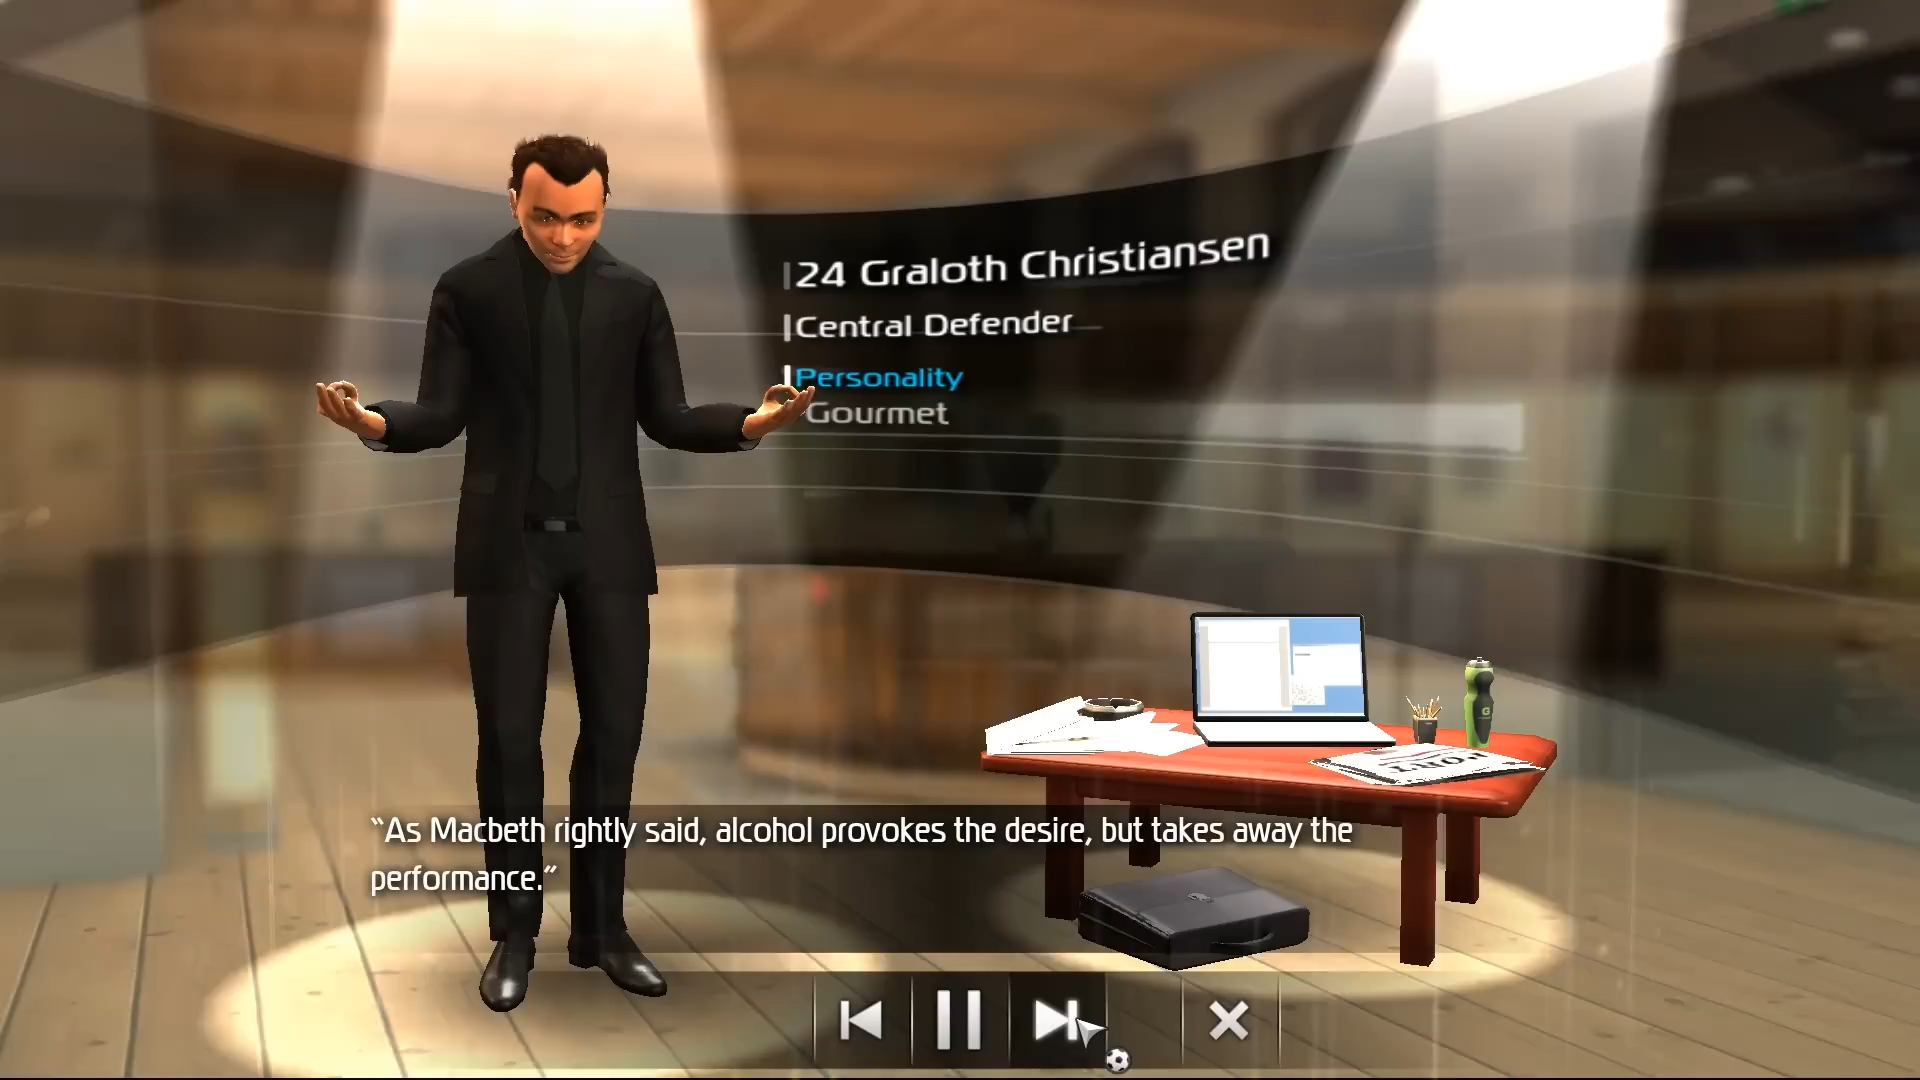 24 Graloth Christiansen
Central Defender
Personality
Gourmet
“As Macbeth rightly said, alcohol provokes the desire, but takes away the
performance.”